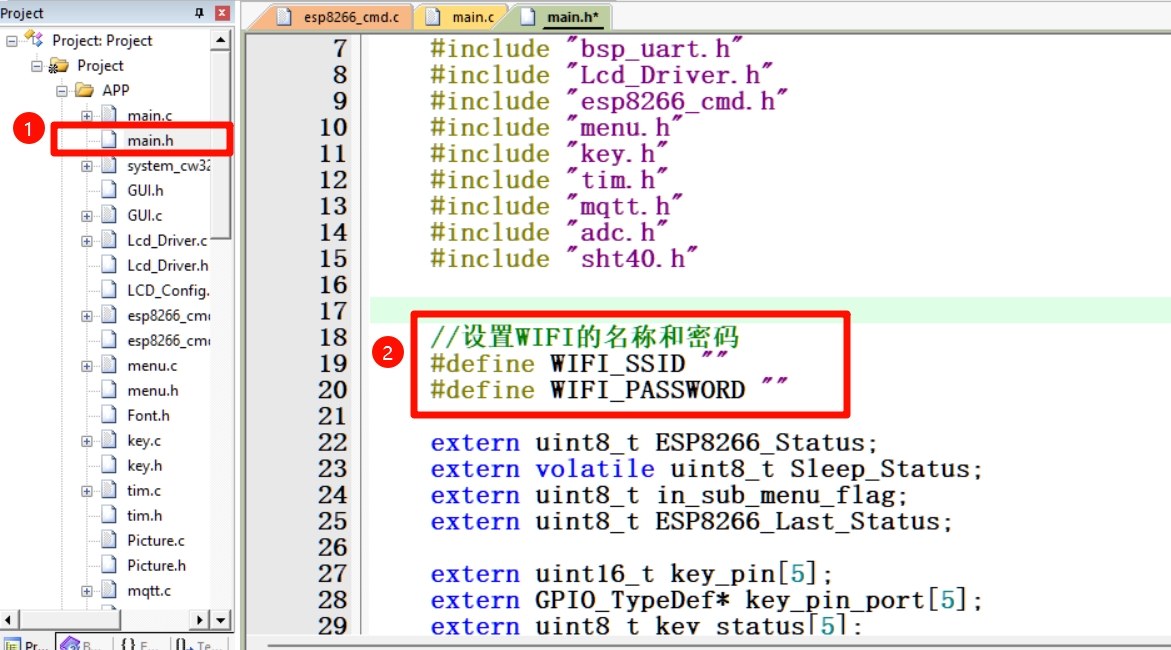 Project
Project: Project
Project
APP
main.c
main.h
GUI.h
GUI.c
Lcd_Driver.c
Lcd_Driver.h
LCD_Config.
menu.c
menu.h
Font.h
key.c
key.h
tim.c
tim.h
Picture.c
Picture.h
mqtt.c
1
esp8266_cmd.c
main.c
main.h*
7 #include "bsp_uart.h"
8 #include "Lcd_Driver.h"
9 #include "esp8266_cmd.h"
10 #include "menu.h"
11 #include "key.h"
12 #include "tim.h"
13 #include "mqtt.h"
14 #include "adc.h"
15 #include "sht40.h"
16
17
18 //设置WIFI的名称和密码
2
19 #define WIFI_SSID ""
20 #define WIFI_PASSWORD ""
21
22 extern uint8_t ESP8266_Status;
23 extern volatile uint8_t Sleep_Status;
24 extern uint8_t in_sub_menu_flag;
25 extern uint8_t ESP8266_Last_Status;
26
27 extern uint16_t key_pin[5];
28 extern GPIO_TypeDef* key_pin_port[5];
29 extern uint8_t key_status[5];
Pr...
B...
{} F...
Te...